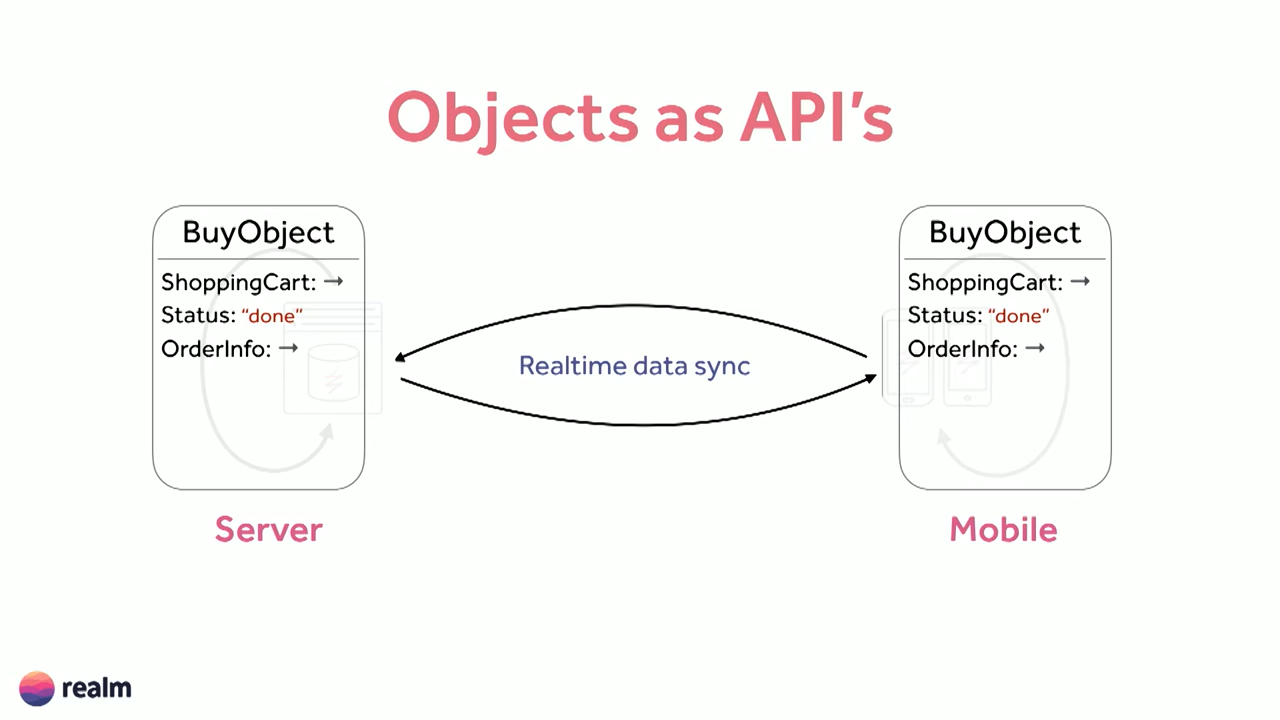 Objects as API’s
BuyObject
ShoppingCart: →
Status: “done”
OrderInfo: →
Server
Realtime data sync
BuyObject
ShoppingCart: →
Status: “done”
OrderInfo: →
Mobile
realm